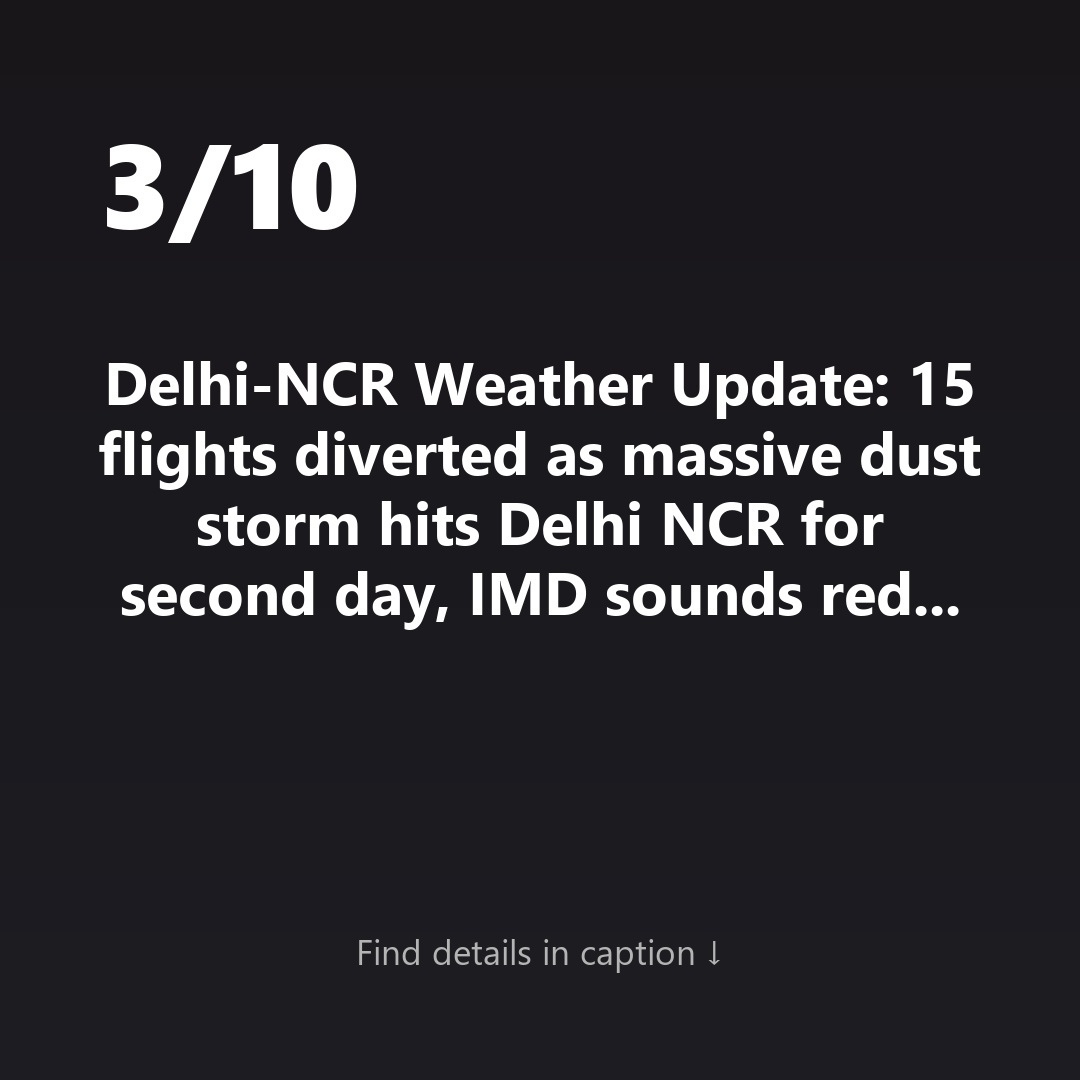 3/10
Delhi-NCR Weather Update: 15
flights diverted as massive dust
storm hits Delhi NCR for
second day, IMD sounds red...
Find details in caption ↓